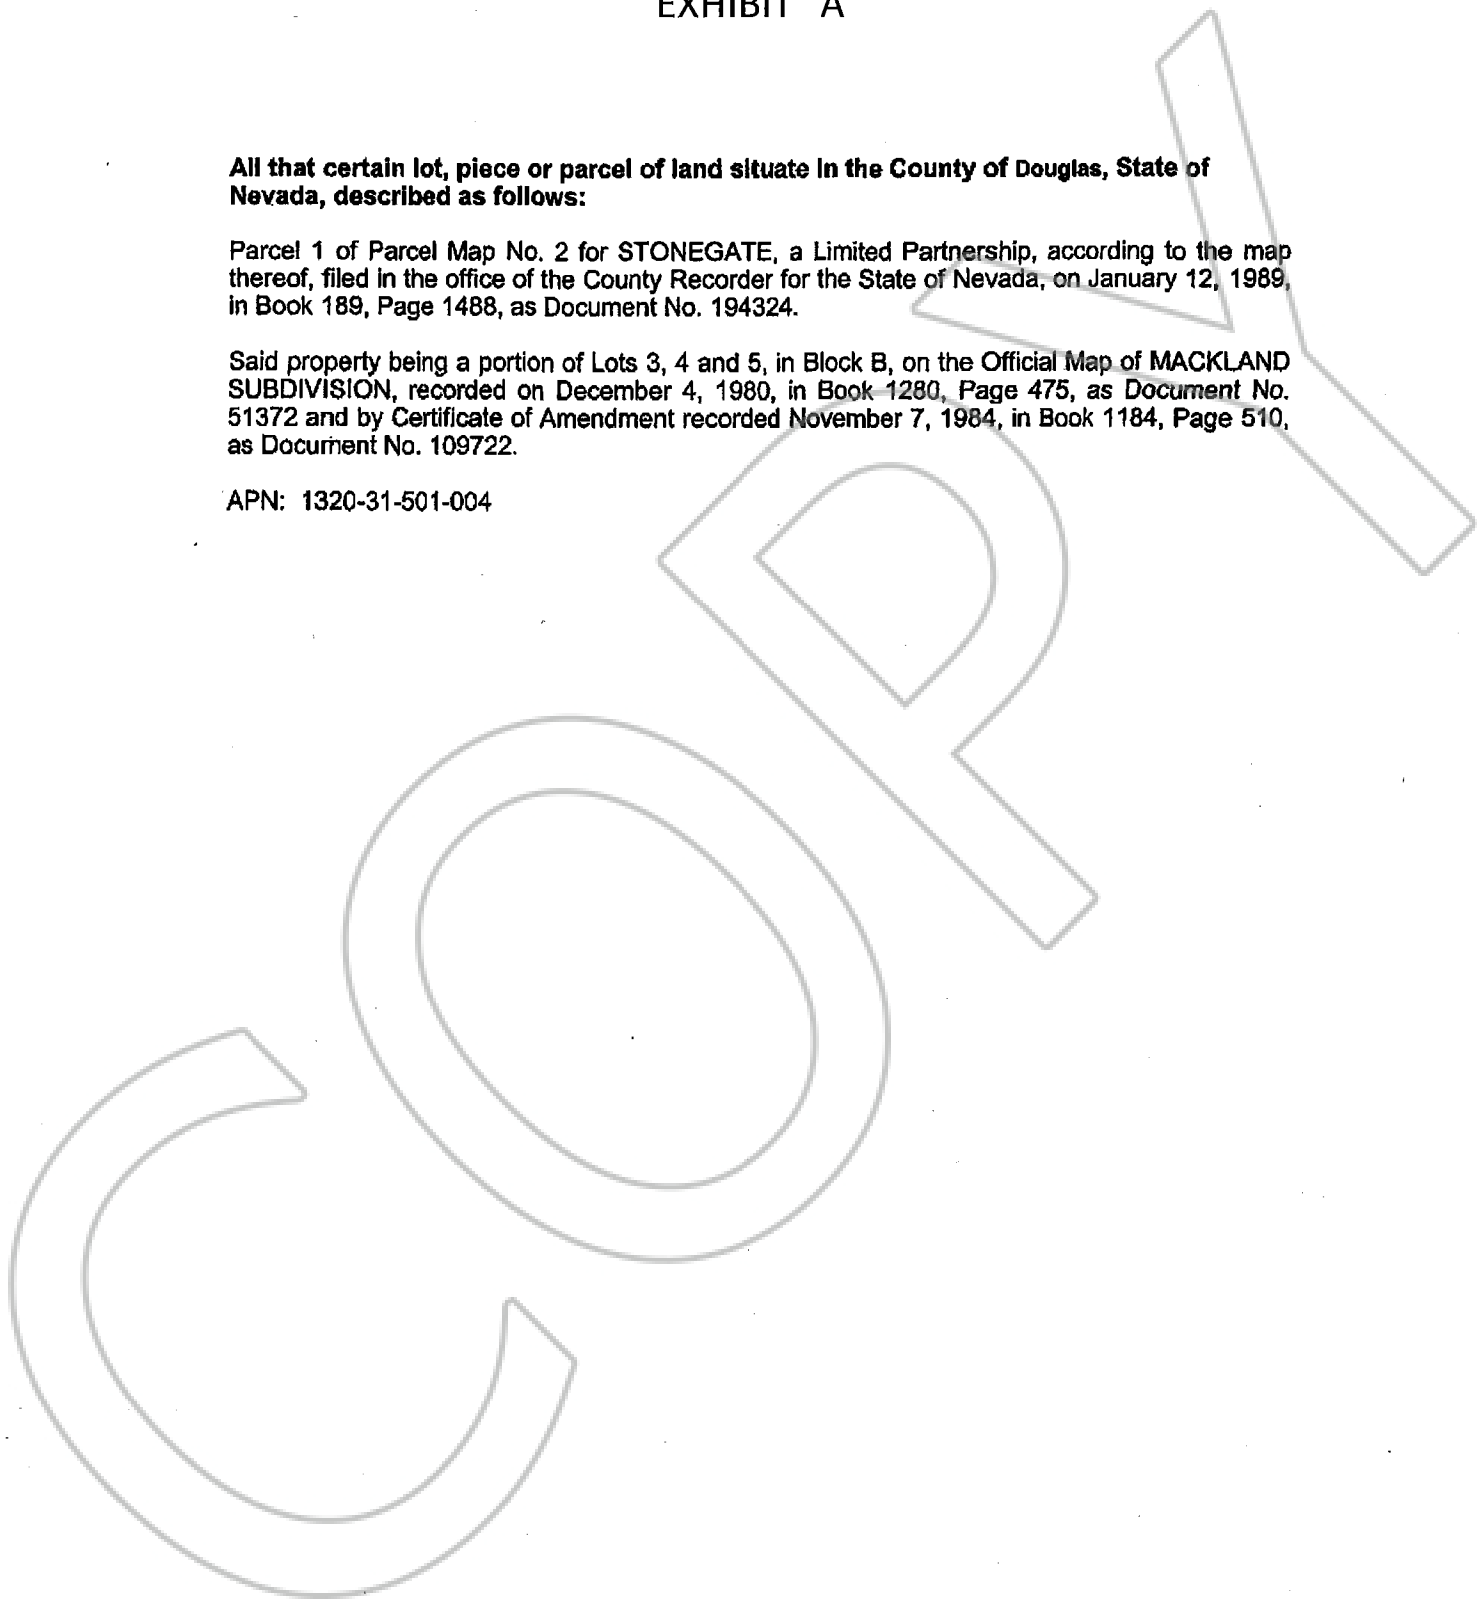 EXHIBIT A
All that certain lot, piece or parcel of land situate in the County of Douglas, State of
Nevada, described as follows:
Parcel 1 of Parcel Map No. 2 for STONEGATE, a Limited Partnership, according to the map
thereof, filed in the office of the County Recorder for the State of Nevada, on January 12, 1989,
in Book 189, Page 1488, as Document No. 194324.
Said property being a portion of Lots 3, 4 and 5, in Block B, on the Official Map of MACKLAND
SUBDIVISION, recorded on December 4, 1980, in Book 1280, Page 475, as Document No.
51372 and by Certificate of Amendment recorded November 7, 1984, in Book 1184, Page 510,
as Document No. 109722.
APN: 1320-31-501-004
COPY